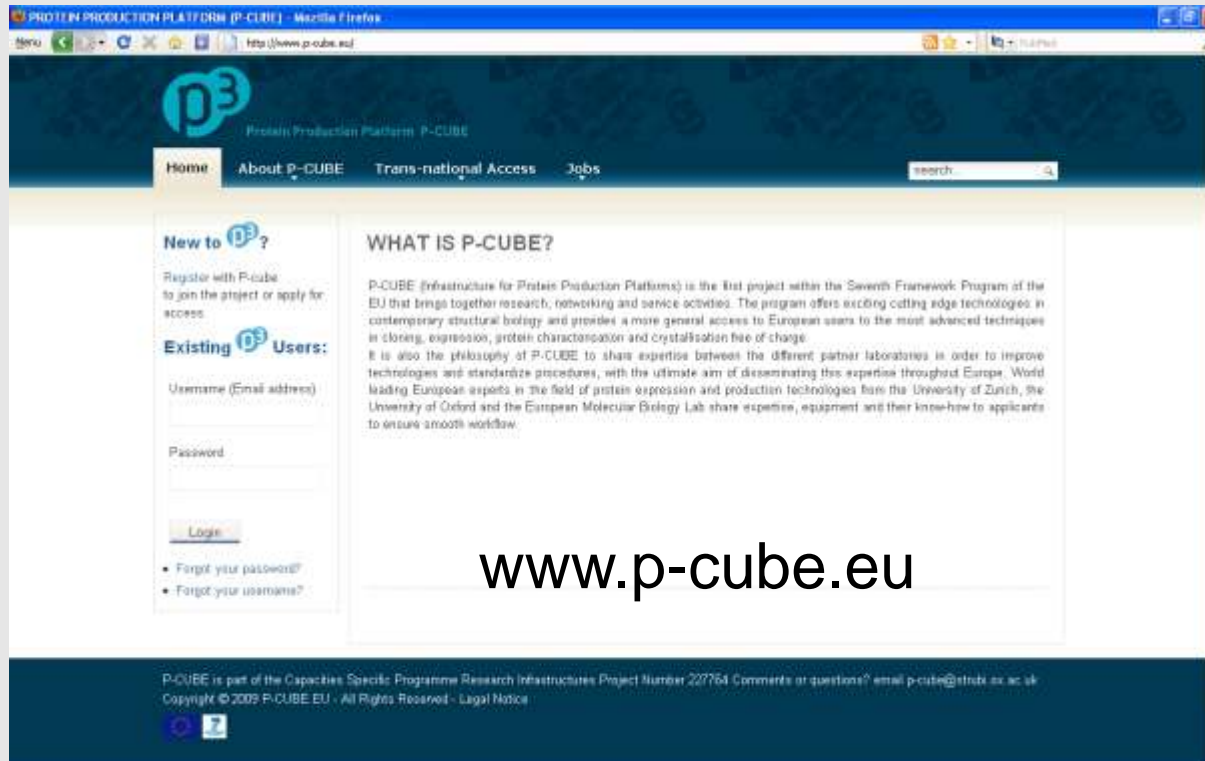 PROTEIN PRODUCTION PLATFORM (P-CUBE) - Mozilla Firefox
Menu
http://www.p-cube.eu/
p3
Protein Production Platform P-CUBE
Home About P-CUBE Trans-national Access Jobs
search...
New to p3?
Register with P-cube
to join the project or apply for
access
Existing p3 Users:
Username (Email address)
Password
Login
Forgot your password?
Forgot your username?
WHAT IS P-CUBE?
P-CUBE (Infrastructure for Protein Production Platforms) is the first project within the Seventh Framework Program of the
EU that brings together research, networking and service activities. The program offers exciting cutting edge technologies in
contemporary structural biology and provides a more general access to European users to the most advanced techniques
in cloning, expression, protein characterisation and crystallisation free of charge.
It is also the philosophy of P-CUBE to share expertise between the different partner laboratories in order to improve
technologies and standardize procedures, with the ultimate aim of disseminating this expertise throughout Europe. World
leading European experts in the field of protein expression and production technologies from the University of Zurich, the
University of Oxford and the European Molecular Biology Lab share expertise, equipment and their know-how to applicants
to ensure smooth workflow.
www.p-cube.eu
P-CUBE is part of the Capacities Specific Programme Research Infrastructures Project Number 227764 Comments or questions? email p-cube@strubi.ox.ac.uk
Copyright © 2009 P-CUBE.EU - All Rights Reserved - Legal Notice